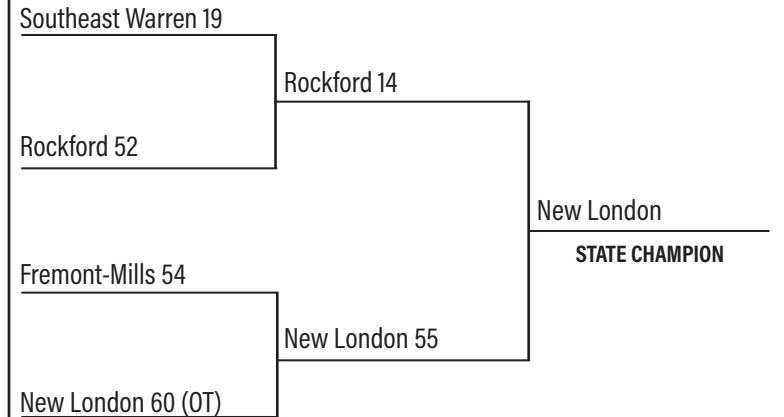 Southeast Warren 19
Rockford 14
Rockford 52
New London
STATE CHAMPION
Fremont-Mills 54
New London 55
New London 60 (OT)